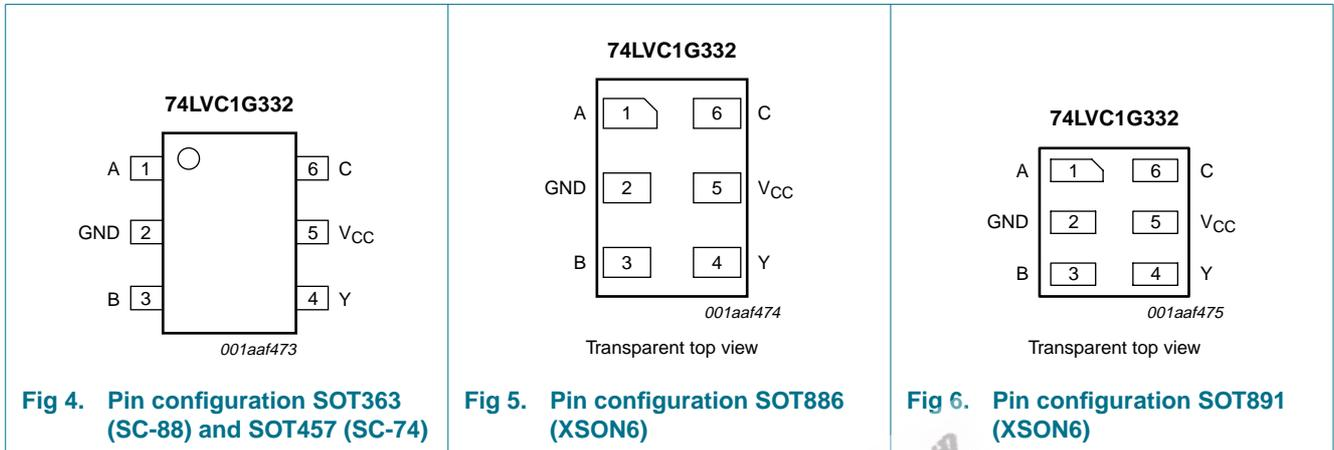 74LVC1G332
A 1 6 C
GND 2 5 VCC
B 3 4 Y
001aaf473
Fig 4. Pin configuration SOT363
(SC-88) and SOT457 (SC-74)
74LVC1G332
A 1 6 C
GND 2 5 VCC
B 3 4 Y
001aaf474
Transparent top view
Fig 5. Pin configuration SOT886
(XSON6)
74LVC1G332
A 1 6 C
GND 2 5 VCC
B 3 4 Y
001aaf475
Transparent top view
Fig 6. Pin configuration SOT891
(XSON6)